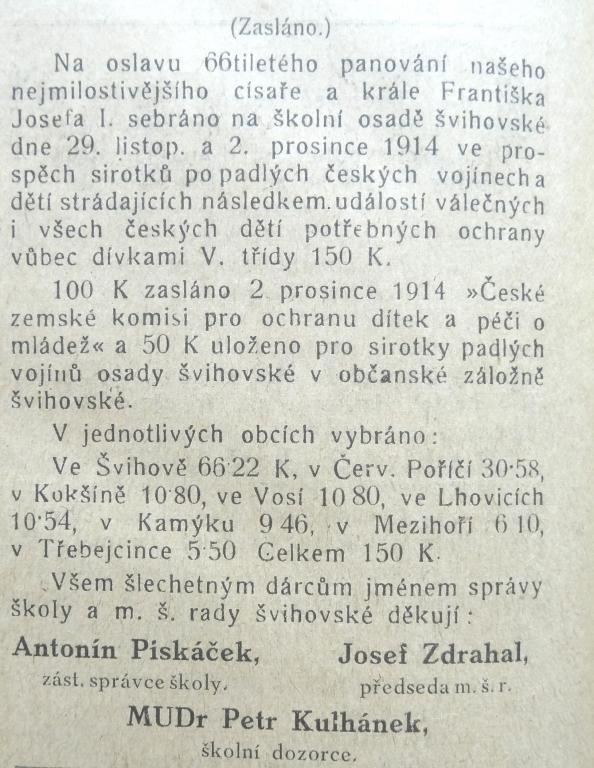 (Zasláno.)
Na oslavu 66tiletého panování našeho
nejmilostivějšího císaře a krále Františka
Josefa I. sebráno na školní osadě švihovské
dne 29. listop. a 2. prosince 1914 ve pro-
spěch sirotků po padlých českých vojínech a
dětí strádajících následkem. událostí válečných
i všech českých dětí potřebných ochrany
vůbec dívkami V. třídy 150 K.
100 K zasláno 2. prosince 1914 »České
zemské komisi pro ochranu dítek a péči o
mládež« a 50 K uloženo pro sirotky padlých
vojínů osady švihovské v občanské záložně
švihovské.
V jednotlivých obcích vybráno:
Ve Švihově 66·22 K, v Červ. Poříčí 30·58,
v Kokšíně 10·80, ve Vosí 10 80, ve Lhovicích
10·54, v Kamýku 9 46, v Mezihoří 6 10,
v Třebejcince 5·50 Celkem 150 K.
Všem šlechetným dárcům jménem správy
školy a m. š. rady švihovské děkují:
Antonín Piskáček, Josef Zdrahal,
zást. správce školy. předseda m. š. r.
MUDr Petr Kulhánek,
školní dozorce.